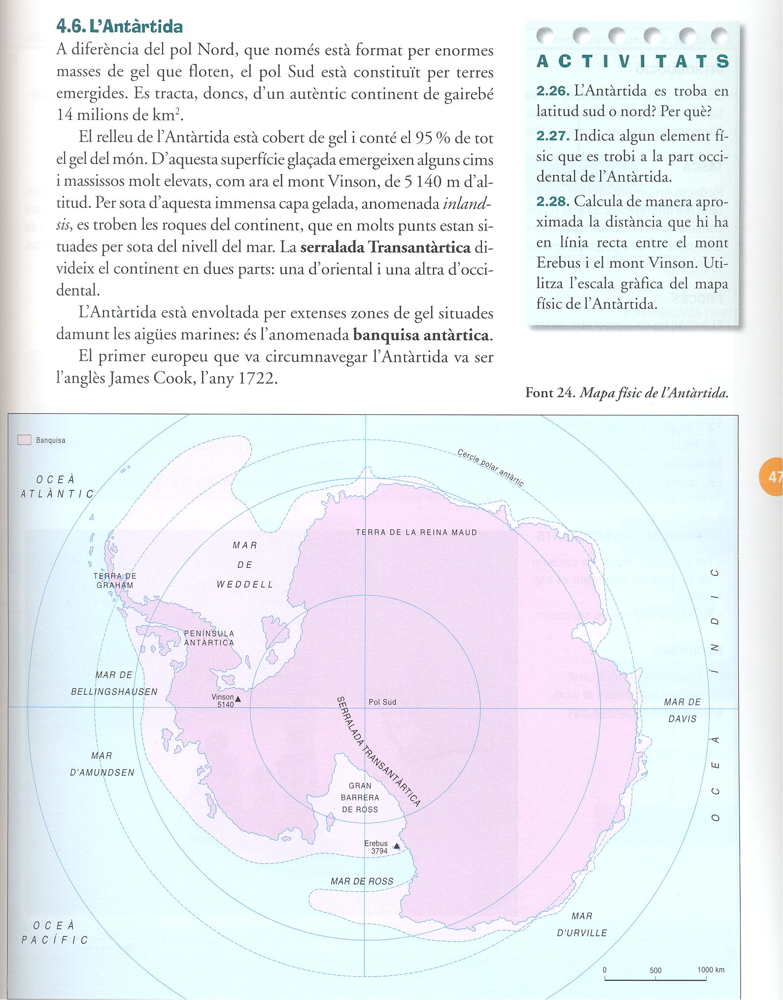 4.6. L'Antàrtida
A diferència del pol Nord, que només està format per enormes
masses de gel que floten, el pol Sud està constituït per terres
emergides. Es tracta, doncs, d'un autèntic continent de gairebé
14 milions de km².
El relleu de l'Antàrtida està cobert de gel i conté el 95 % de tot
el gel del món. D'aquesta superfície glaçada emergeixen alguns cims
i massissos molt elevats, com ara el mont Vinson, de 5 140 m d'al-
titud. Per sota d'aquesta immensa capa gelada, anomenada inland-
sis, es troben les roques del continent, que en molts punts estan si-
tuades per sota del nivell del mar. La serralada Transantàrtica di-
videix el continent en dues parts: una d'oriental i una altra d'occi-
dental.
L'Antàrtida està envoltada per extenses zones de gel situades
damunt les aigües marines: és l'anomenada banquisa antàrtica.
El primer europeu que va circumnavegar l'Antàrtida va ser
l'anglès James Cook, l'any 1722.
ACTIVITATS
2.26. L'Antàrtida es troba en
latitud sud o nord? Per què?
2.27. Indica algun element fí-
sic que es trobi a la part occi-
dental de l'Antàrtida.
2.28. Calcula de manera apro-
ximada la distància que hi ha
en línia recta entre el mont
Erebus i el mont Vinson. Uti-
litza l'escala gràfica del mapa
físic de l'Antàrtida.
Font 24. Mapa físic de l'Antàrtida.
Banquisa
OCEÀ
ATLÀNTIC
Cercle polar antàrtic
47
TERRA DE LA REINA MAUD
MAR
DE
WEDDELL
TERRA DE
GRAHAM
PENÍNSULA
ANTÀRTICA
MAR DE
BELLINGSHAUSEN
Vinson
5140
Pol Sud
SERRALADA TRANSANTÀRTICA
MAR DE
DAVIS
OCEÀ ÍNDIC
MAR
D'AMUNDSEN
GRAN
BARRERA
DE ROSS
Erebus
3794
MAR DE ROSS
MAR
D'URVILLE
OCEÀ
PACÍFIC
0 500 1000 km